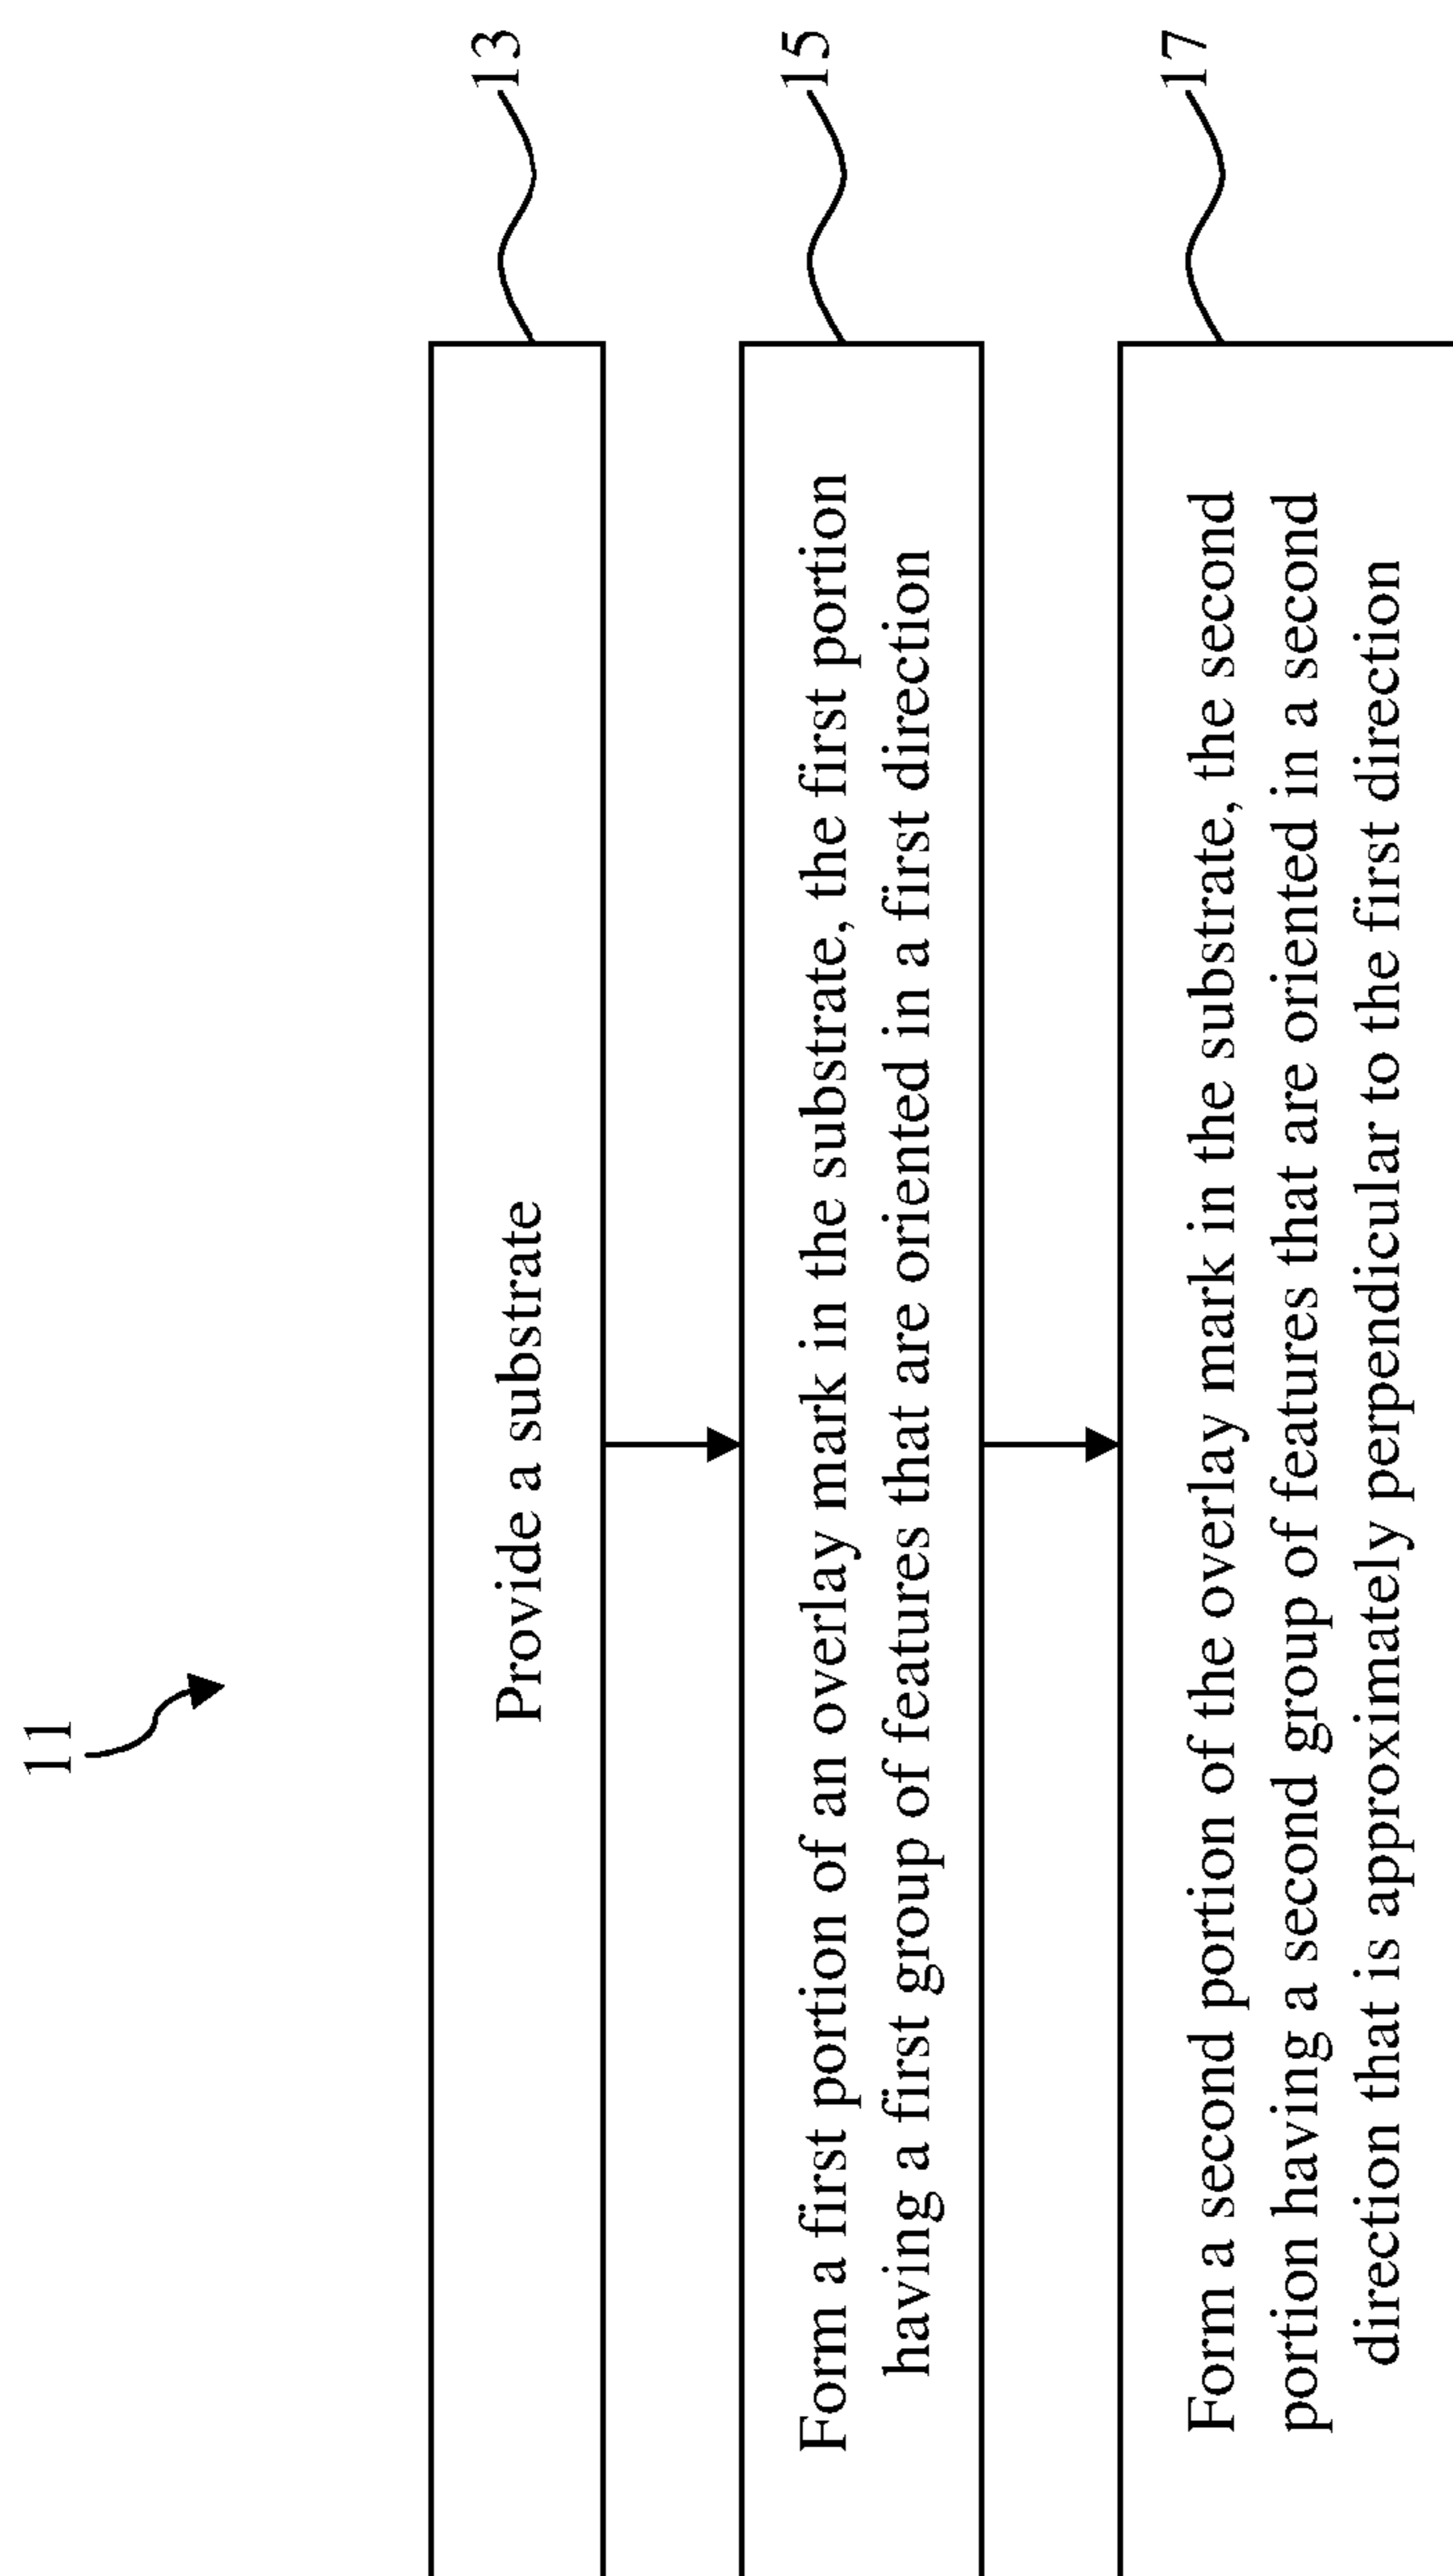 11
Provide a substrate
13
Form a first portion of an overlay mark in the substrate, the first portion
having a first group of features that are oriented in a first direction
15
Form a second portion of the overlay mark in the substrate, the second
portion having a second group of features that are oriented in a second
direction that is approximately perpendicular to the first direction
17